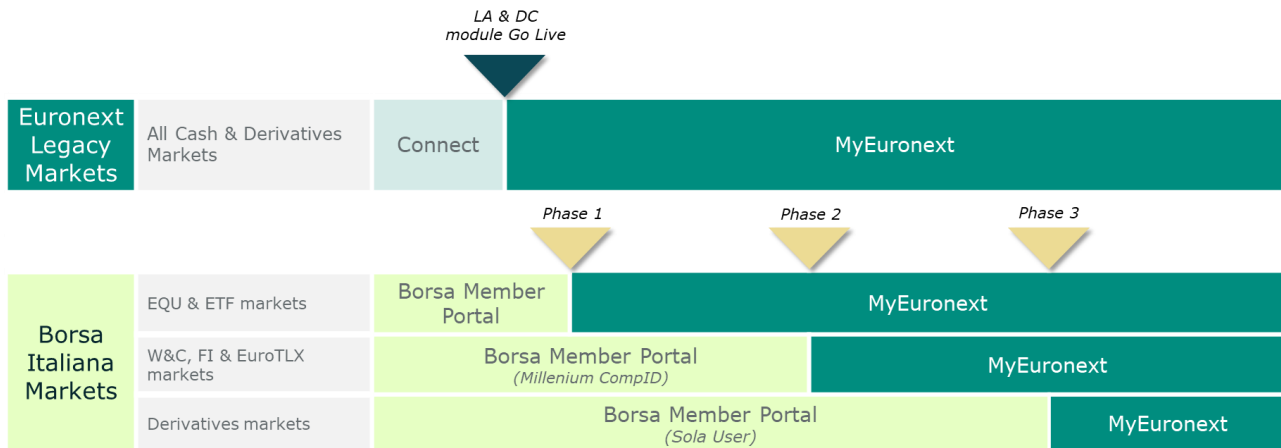 LA & DC
module Go Live
Euronext
Legacy
Markets
All Cash & Derivatives
Markets
Connect
MyEuronext
Phase 1
Phase 2
Phase 3
Borsa
Italiana
Markets
EQU & ETF markets
Borsa Member
Portal
MyEuronext
W&C, FI & EuroTLX
markets
Borsa Member Portal
(Millenium CompID)
MyEuronext
Derivatives markets
Borsa Member Portal
(Sola User)
MyEuronext